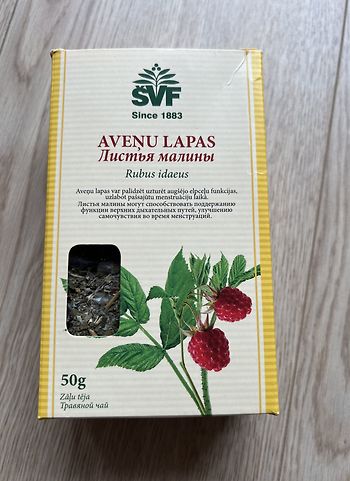 ŠVF
Since 1883
AVEŅU LAPAS
Листья малины
Rubus idaeus
Aveņu lapas var palīdzēt uzturēt augšējo elpceļu funkcijas,
uzlabot pašsajūtu menstruāciju laikā.
Листья малины могут способствовать поддержанию
функции верхних дыхательных путей, улучшению
самочувствия во время менструаций.
50g
Zāļu tēja
Травяной чай